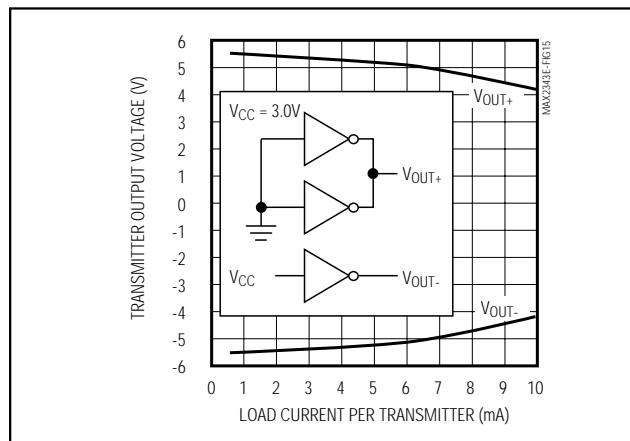 6
5
4
3
2
1
0
-1
-2
-3
-4
-5
-6
TRANSMITTER OUTPUT VOLTAGE (V)
MAX2343E-FIG15
VOUT+
VCC = 3.0V
VOUT+
VCC
VOUT-
VOUT-
0 1 2 3 4 5 6 7 8 9 10
LOAD CURRENT PER TRANSMITTER (mA)